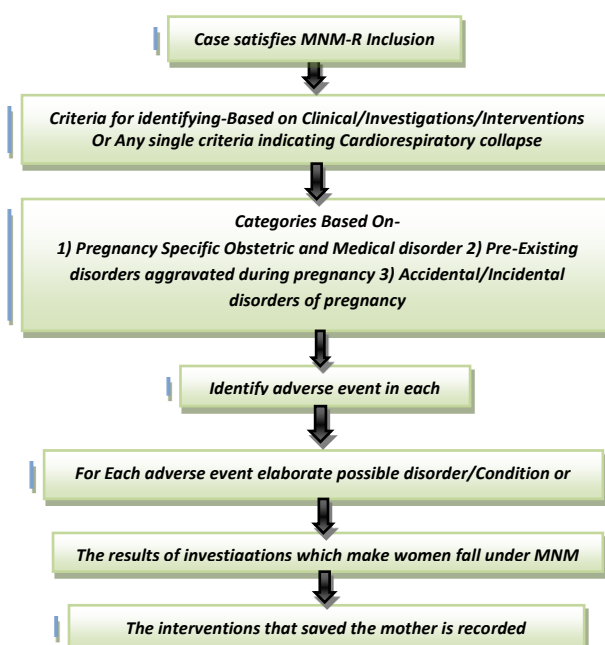 Case satisfies MNM-R Inclusion
Criteria for identifying-Based on Clinical/Investigations/Interventions
Or Any single criteria indicating Cardiorespiratory collapse
Categories Based On-
1) Pregnancy Specific Obstetric and Medical disorder 2) Pre-Existing
disorders aggravated during pregnancy 3) Accidental/Incidental
disorders of pregnancy
Identify adverse event in each
For Each adverse event elaborate possible disorder/Condition or
The results of investigations which make women fall under MNM
The interventions that saved the mother is recorded